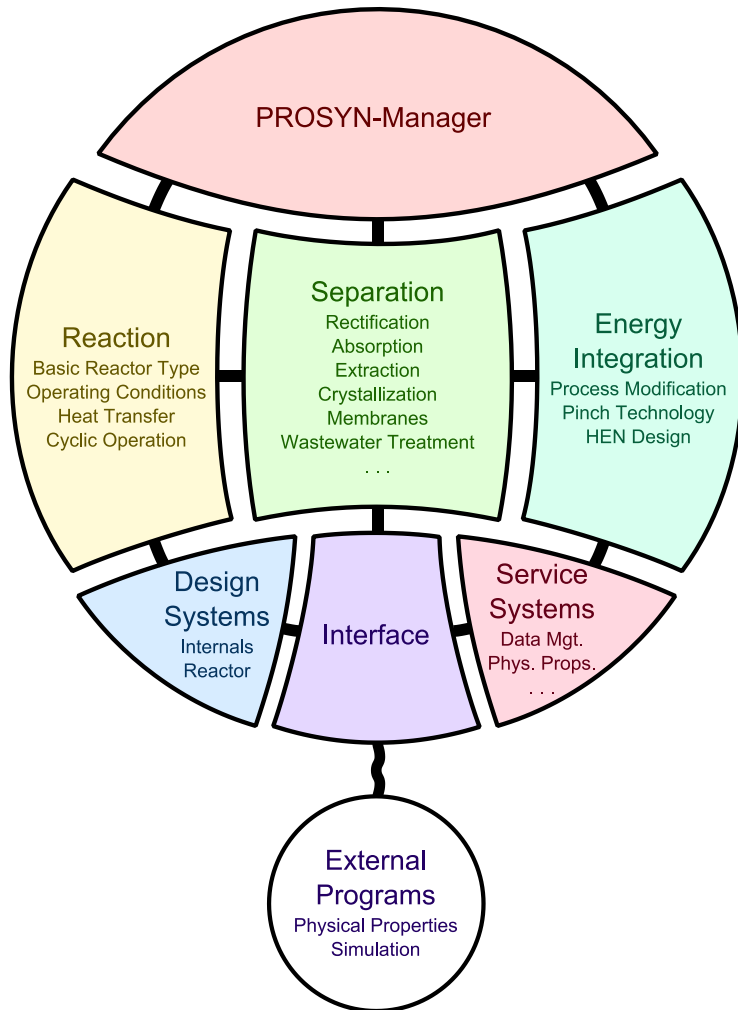 PROSYN-Manager
Reaction
Basic Reactor Type
Operating Conditions
Heat Transfer
Cyclic Operation
Separation
Rectification
Absorption
Extraction
Crystallization
Membranes
Wastewater Treatment
. . .
Energy
Integration
Process Modification
Pinch Technology
HEN Design
Design
Systems
Internals
Reactor
Interface
Service
Systems
Data Mgt.
Phys. Props.
. . .
External
Programs
Physical Properties
Simulation